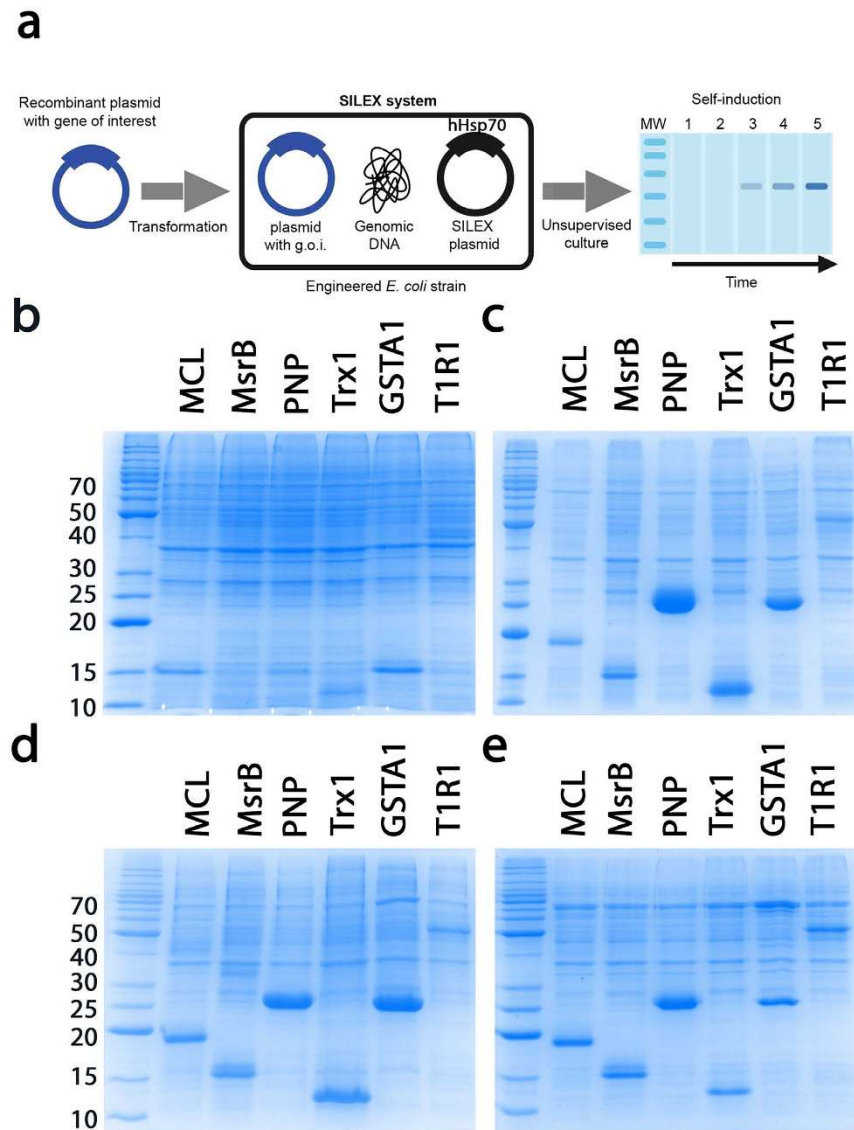 a
Recombinant plasmid
with gene of interest
Transformation
SILEX system
hHsp70
plasmid
with g.o.i.
Genomic
DNA
SILEX
plasmid
Engineered E. coli strain
Unsupervised
culture
Self-induction
MW 1 2 3 4 5
Time
b
MCL MsrB PNP Trx1 GSTA1 T1R1
70
50
40
30
25
20
15
10
c
MCL MsrB PNP Trx1 GSTA1 T1R1
d
MCL MsrB PNP Trx1 GSTA1 T1R1
70
50
40
30
25
20
15
10
e
MCL MsrB PNP Trx1 GSTA1 T1R1